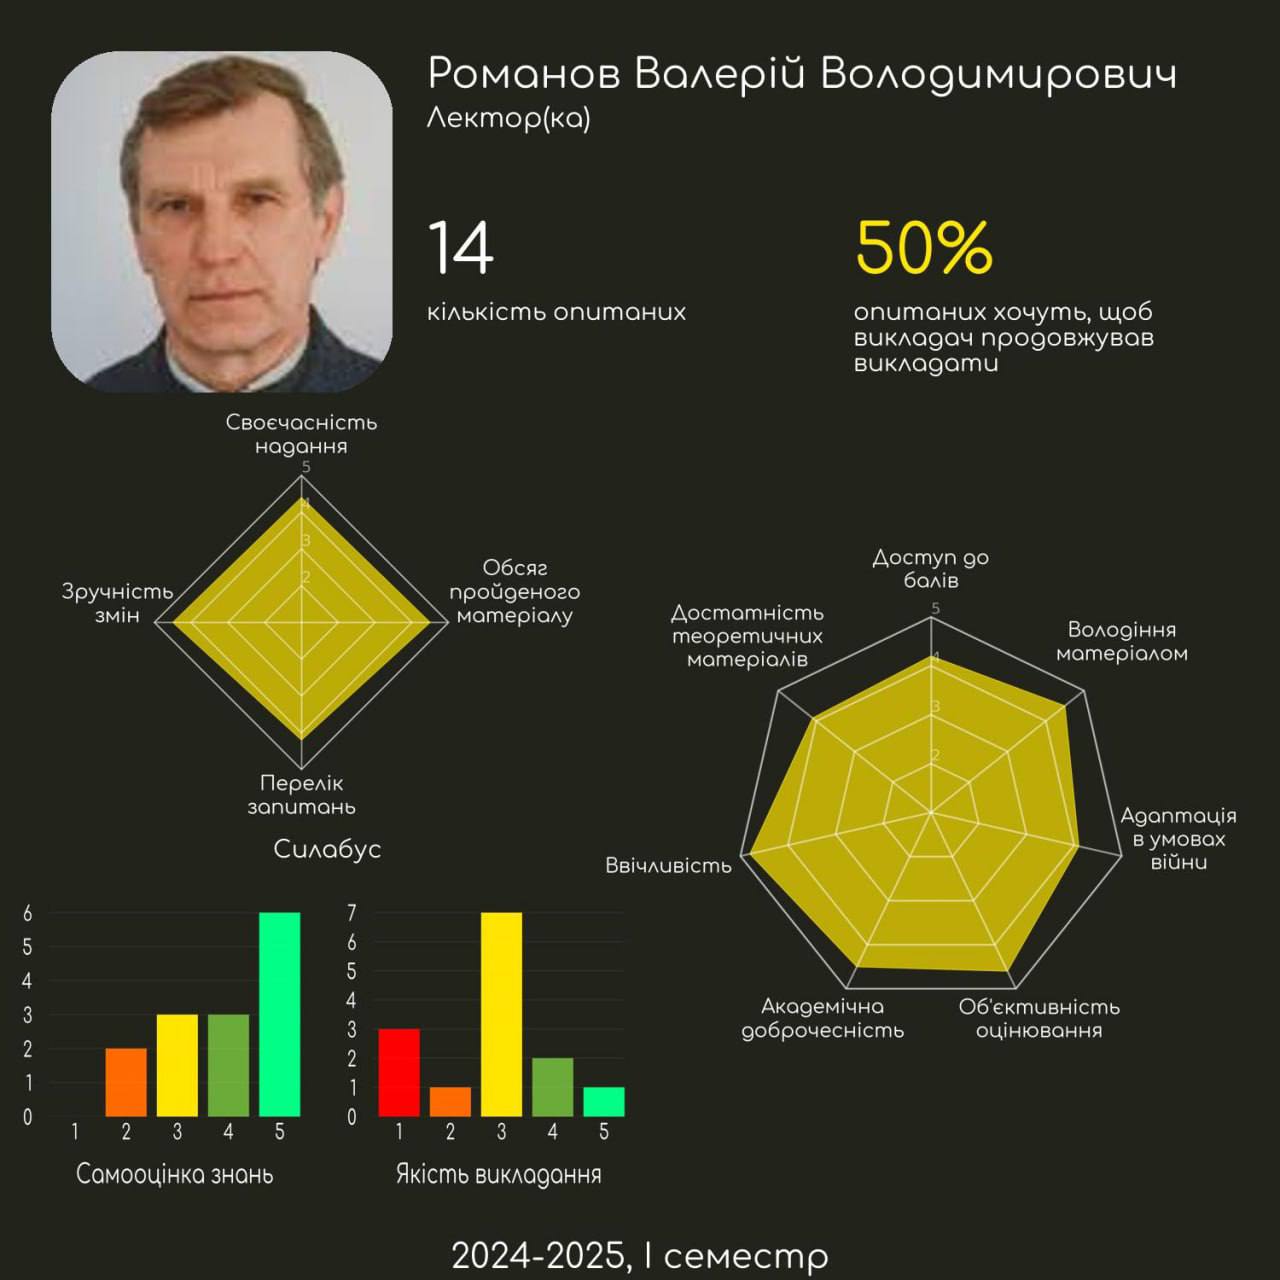 Романов Валерій Володимирович
Лектор(ка)
14
кількість опитаних
50%
опитаних хочуть, щоб
викладач продовжував
викладати
Своєчасність
надання
5
4
3
2
Зручність
змін
Обсяг
пройденого
матеріалу
Перелік
запитань
Силабус
Доступ до
балів
5
4
3
2
Достатність
теоретичних
матеріалів
Володіння
матеріалом
Адаптація
в умовах
війни
Ввічливість
Академічна
доброчесність
Об'єктивність
оцінювання
6
5
4
3
2
1
0
1 2 3 4 5
Самооцінка знань
7
6
5
4
3
2
1
0
1 2 3 4 5
Якість викладання
2024-2025, I семестр